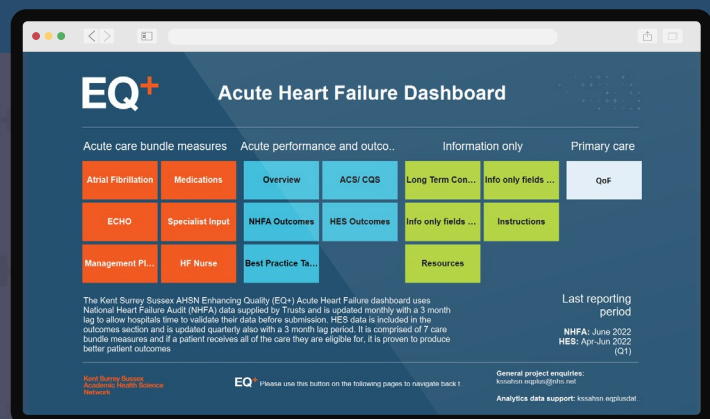 EQ+
Acute Heart Failure Dashboard
Acute care bundle measures
Acute performance and outco..
Information only
Primary care
Atrial Fibrillation
Medications
Overview
ACS/ CQS
Long Term Con...
Info only fields ...
QoF
ECHO
Specialist Input
NHFA Outcomes
HES Outcomes
Info only fields ...
Instructions
Management Pl...
HF Nurse
Best Practice Ta...
Resources
The Kent Surrey Sussex AHSN Enhancing Quality (EQ+) Acute Heart Failure dashboard uses
National Heart Failure Audit (NHFA) data supplied by Trusts and is updated monthly with a 3 month
lag to allow hospitals time to validate their data before submission. HES data is included in the
outcomes section and is updated quarterly also with a 3 month lag period. It is comprised of 7 care
bundle measures and if a patient receives all of the care they are eligible for, it is proven to produce
better patient outcomes
Last reporting
period
NHFA: June 2022
HES: Apr-Jun 2022
(Q1)
Kent Surrey Sussex
Academic Health Science
Network
EQ+ Please use this button on the following pages to navigate back t
General project enquiries:
kssahsn.eqplus@nhs.net
Analytics data support: kssahsn.eqplusdat